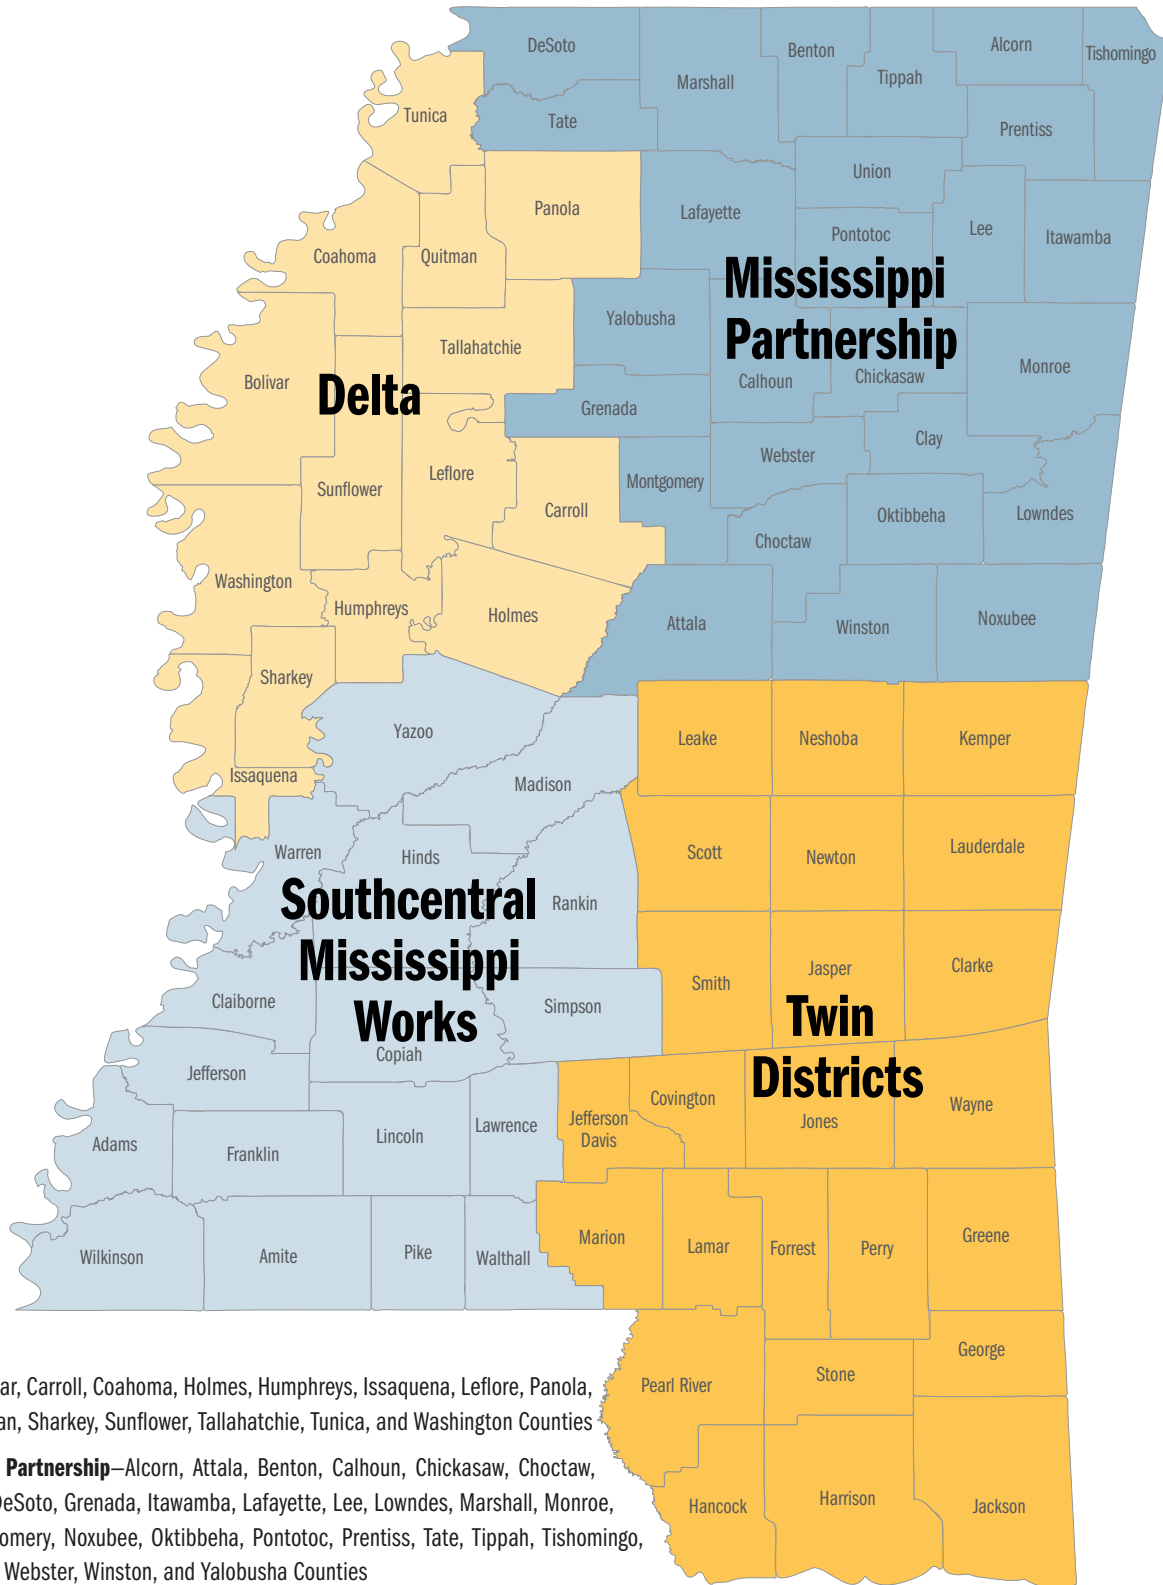 DeSoto
Marshall
Benton
Tippah
Alcorn
Tishomingo
Tunica
Tate
Prentiss
Union
Panola
Lafayette
Pontotoc
Lee
Itawamba
Coahoma
Quitman
Mississippi
Partnership
Yalobusha
Tallahatchie
Bolivar
Delta
Calhoun
Chickasaw
Monroe
Grenada
Clay
Webster
Leflore
Sunflower
Montgomery
Carroll
Oktibbeha
Lowndes
Choctaw
Washington
Humphreys
Holmes
Attala
Winston
Noxubee
Sharkey
Yazoo
Leake
Neshoba
Kemper
Issaquena
Madison
Warren
Hinds
Scott
Newton
Lauderdale
Southcentral
Mississippi
Works
Rankin
Smith
Jasper
Clarke
Claiborne
Simpson
Copiah
Twin
Districts
Jefferson
Covington
Jefferson
Davis
Jones
Wayne
Adams
Franklin
Lincoln
Lawrence
Wilkinson
Amite
Pike
Walthall
Marion
Lamar
Forrest
Perry
Greene
George
Stone
Pearl River
Hancock
Harrison
Jackson
ar, Carroll, Coahoma, Holmes, Humphreys, Issaquena, Leflore, Panola,
an, Sharkey, Sunflower, Tallahatchie, Tunica, and Washington Counties
Partnership—Alcorn, Attala, Benton, Calhoun, Chickasaw, Choctaw,
DeSoto, Grenada, Itawamba, Lafayette, Lee, Lowndes, Marshall, Monroe,
omery, Noxubee, Oktibbeha, Pontotoc, Prentiss, Tate, Tippah, Tishomingo,
Webster, Winston, and Yalobusha Counties